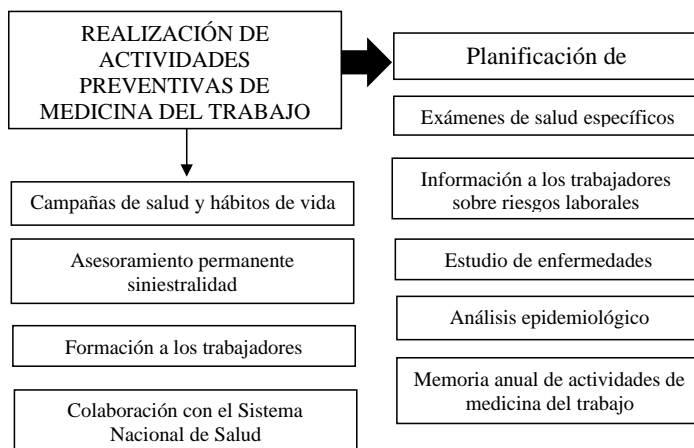 REALIZACIÓN DE
ACTIVIDADES
PREVENTIVAS DE
MEDICINA DEL TRABAJO
Campañas de salud y hábitos de vida
Asesoramiento permanente
siniestralidad
Formación a los trabajadores
Colaboración con el Sistema
Nacional de Salud
Planificación de
Exámenes de salud específicos
Información a los trabajadores
sobre riesgos laborales
Estudio de enfermedades
Análisis epidemiológico
Memoria anual de actividades de
medicina del trabajo